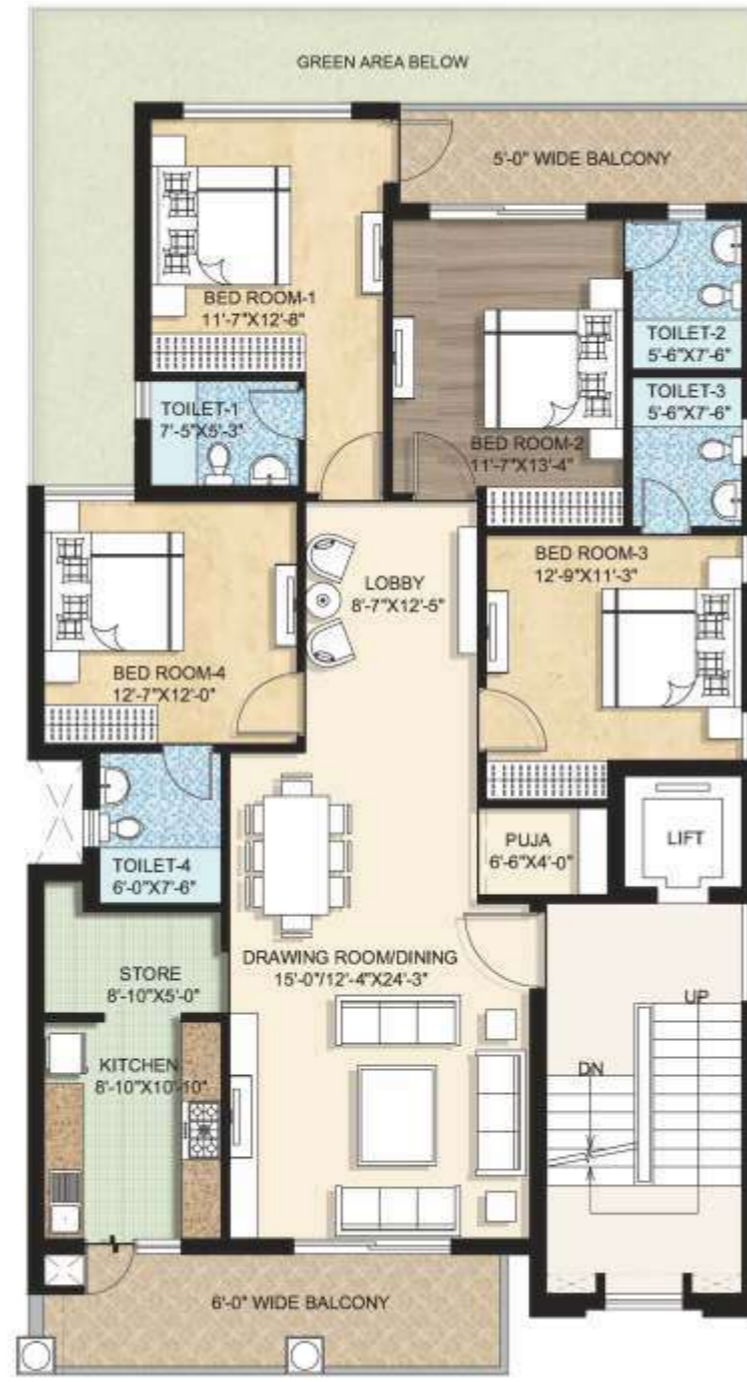 GREEN AREA BELOW
5'-0" WIDE BALCONY
BED ROOM-1
11'-7"X12'-8"
TOILET-2
5'-6"X7'-6"
TOILET-1
7'-5"X5'-3"
TOILET-3
5'-6"X7'-6"
BED ROOM-2
11'-7"X13'-4"
LOBBY
8'-7"X12'-5"
BED ROOM-3
12'-9"X11'-3"
BED ROOM-4
12'-7"X12'-0"
PUJA
6'-6"X4'-0"
LIFT
TOILET-4
6'-0"X7'-6"
DRAWING ROOM/DINING
15'-0"/12'-4"X24'-3"
STORE
8'-10"X5'-0"
UP
DN
KITCHEN
8'-10"X10'-10"
6'-0" WIDE BALCONY